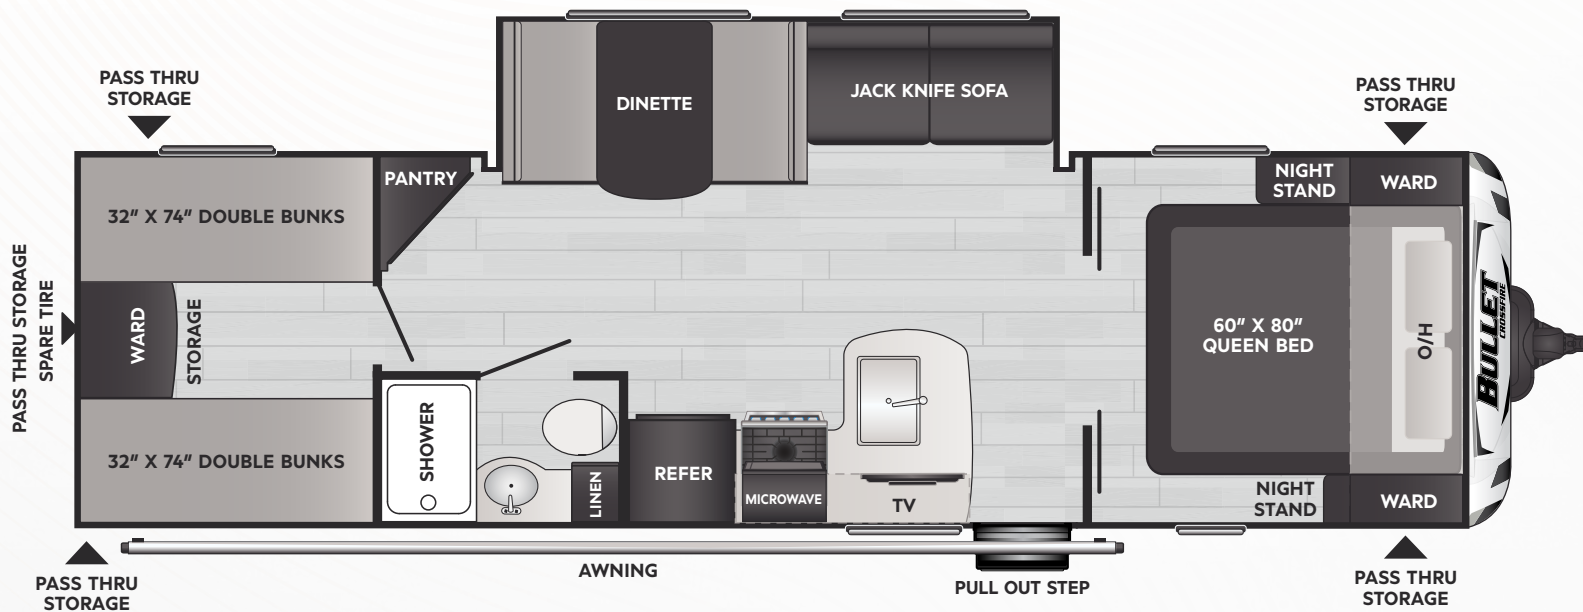 PASS THRU
STORAGE
PASS THRU
STORAGE
DINETTE
JACK KNIFE SOFA
PANTRY
NIGHT
STAND
WARD
32” X 74” DOUBLE BUNKS
PASS THRU STORAGE
SPARE TIRE
WARD
STORAGE
60” X 80”
QUEEN BED
O/H
BULLET
CROSSFIRE
32” X 74” DOUBLE BUNKS
SHOWER
LINEN
REFER
MICROWAVE
TV
NIGHT
STAND
WARD
AWNING
PULL OUT STEP
PASS THRU
STORAGE
PASS THRU
STORAGE